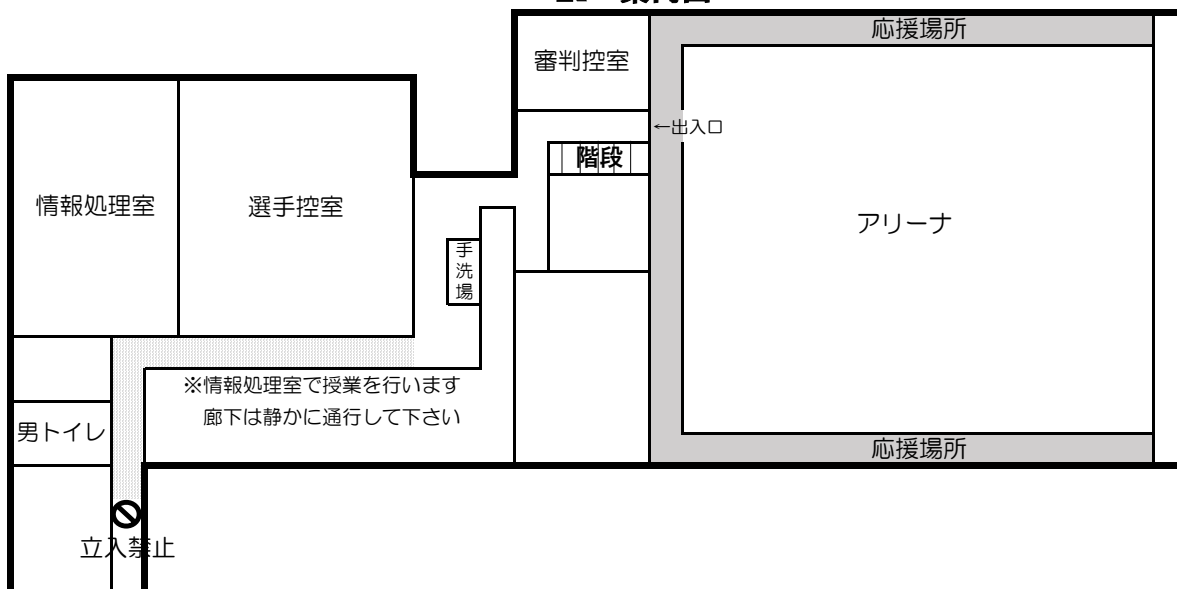 応援場所
審判控室
←出入口
階段
情報処理室
選手控室
アリーナ
手洗場
※情報処理室で授業を行います
廊下は静かに通行して下さい
男トイレ
応援場所
立入禁止